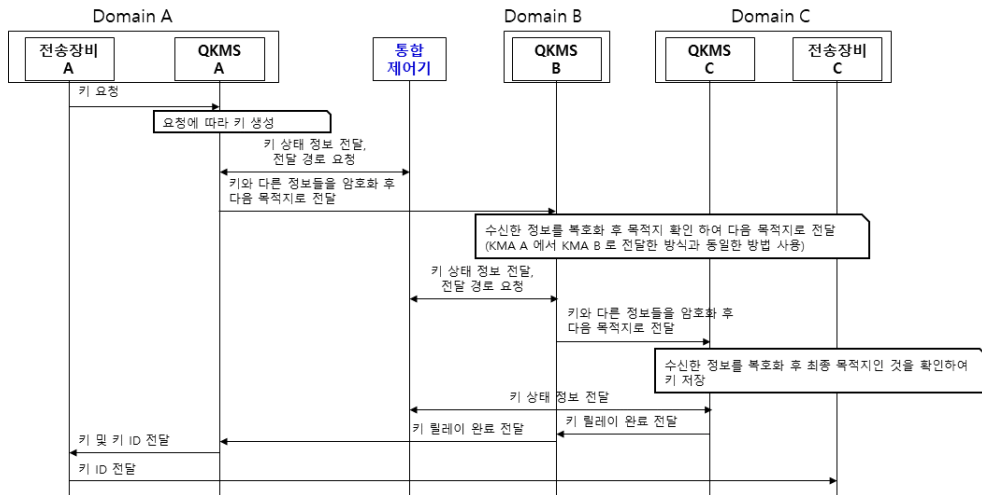 Domain A
Domain B
Domain C
전송장비
A
QKMS
A
통합
제어기
QKMS
B
QKMS
C
전송장비
C
키 요청
요청에 따라 키 생성
키 상태 정보 전달,
전달 경로 요청
키와 다른 정보들을 암호화 후
다음 목적지로 전달
수신한 정보를 복호화 후 목적지 확인 하여 다음 목적지로 전달
(KMA A 에서 KMA B 로 전달한 방식과 동일한 방법 사용)
키 상태 정보 전달,
전달 경로 요청
키와 다른 정보들을 암호화 후
다음 목적지로 전달
수신한 정보를 복호화 후 최종 목적지인 것을 확인하여
키 저장
키 상태 정보 전달
키 릴레이 완료 전달
키 릴레이 완료 전달
키 및 키 ID 전달
키 ID 전달